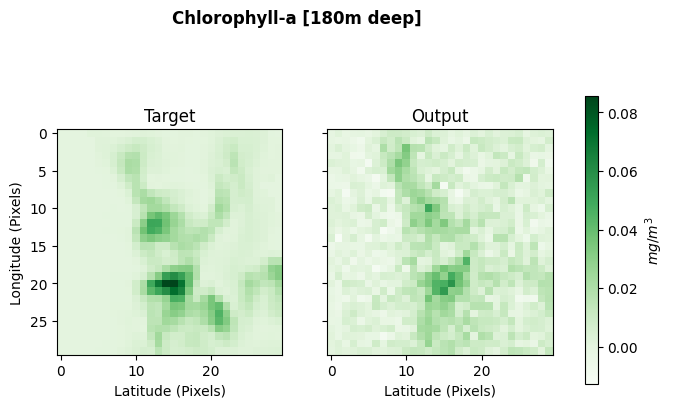 Chlorophyll-a [180m deep]
Target
Output
0
5
10
15
20
25
Longitude (Pixels)
0
10
20
0
10
20
Latitude (Pixels)
Latitude (Pixels)
0.08
0.06
0.04
0.02
0.00
mg/m³